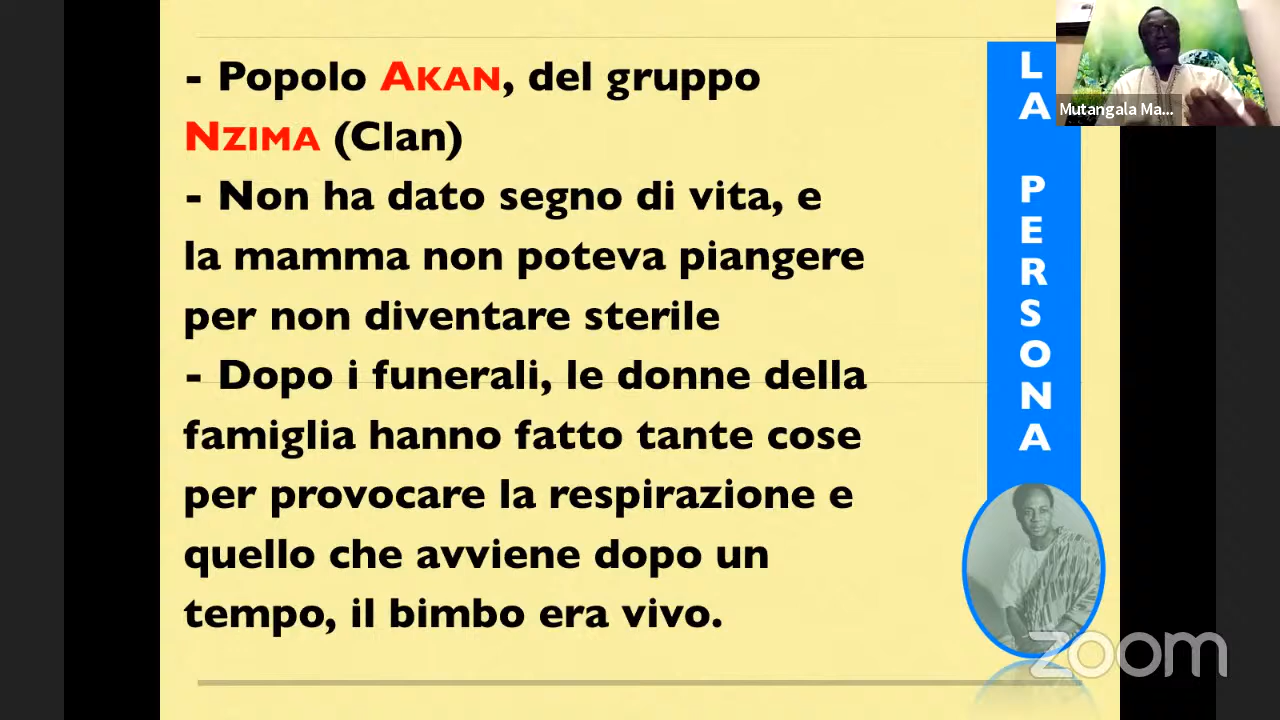 - Popolo AKAN, del gruppo
NZIMA (Clan)
- Non ha dato segno di vita, e
la mamma non poteva piangere
per non diventare sterile
- Dopo i funerali, le donne della
famiglia hanno fatto tante cose
per provocare la respirazione e
quello che avviene dopo un
tempo, il bimbo era vivo.
LA PERSONA
Mutangala Ma...
zoom